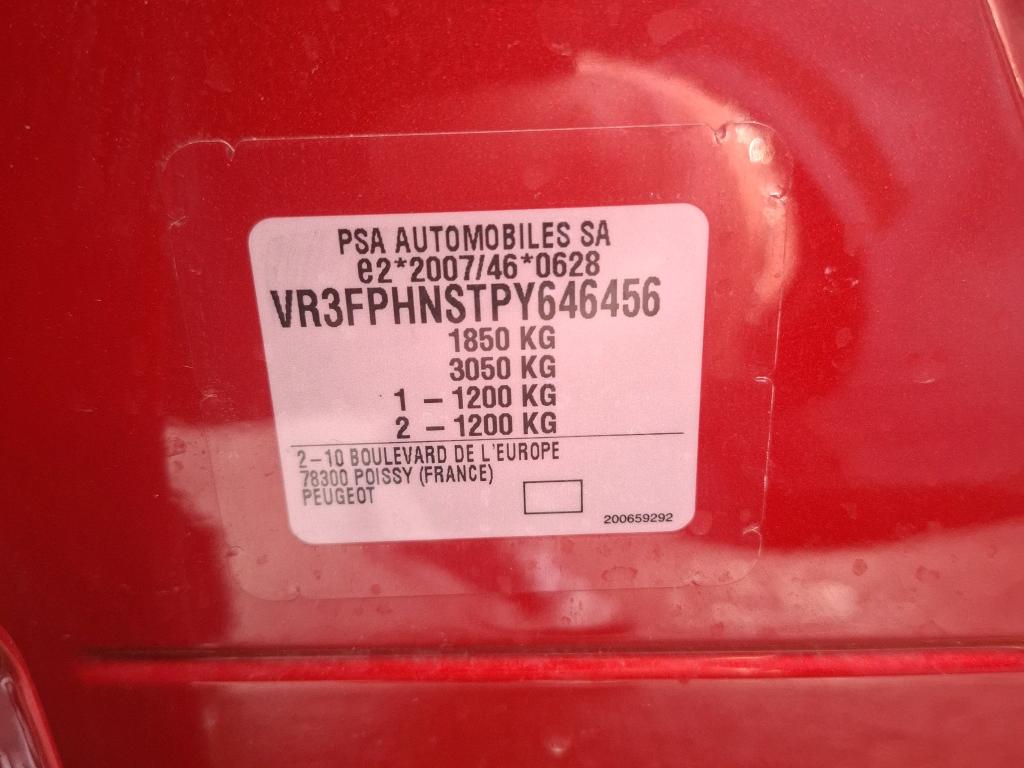 PSA AUTOMOBILES SA
e2*2007/46*0628
VR3FPHNSTPY646456
1850 KG
3050 KG
1 – 1200 KG
2 – 1200 KG
2–10 BOULEVARD DE L'EUROPE
78300 POISSY (FRANCE)
PEUGEOT
200659292